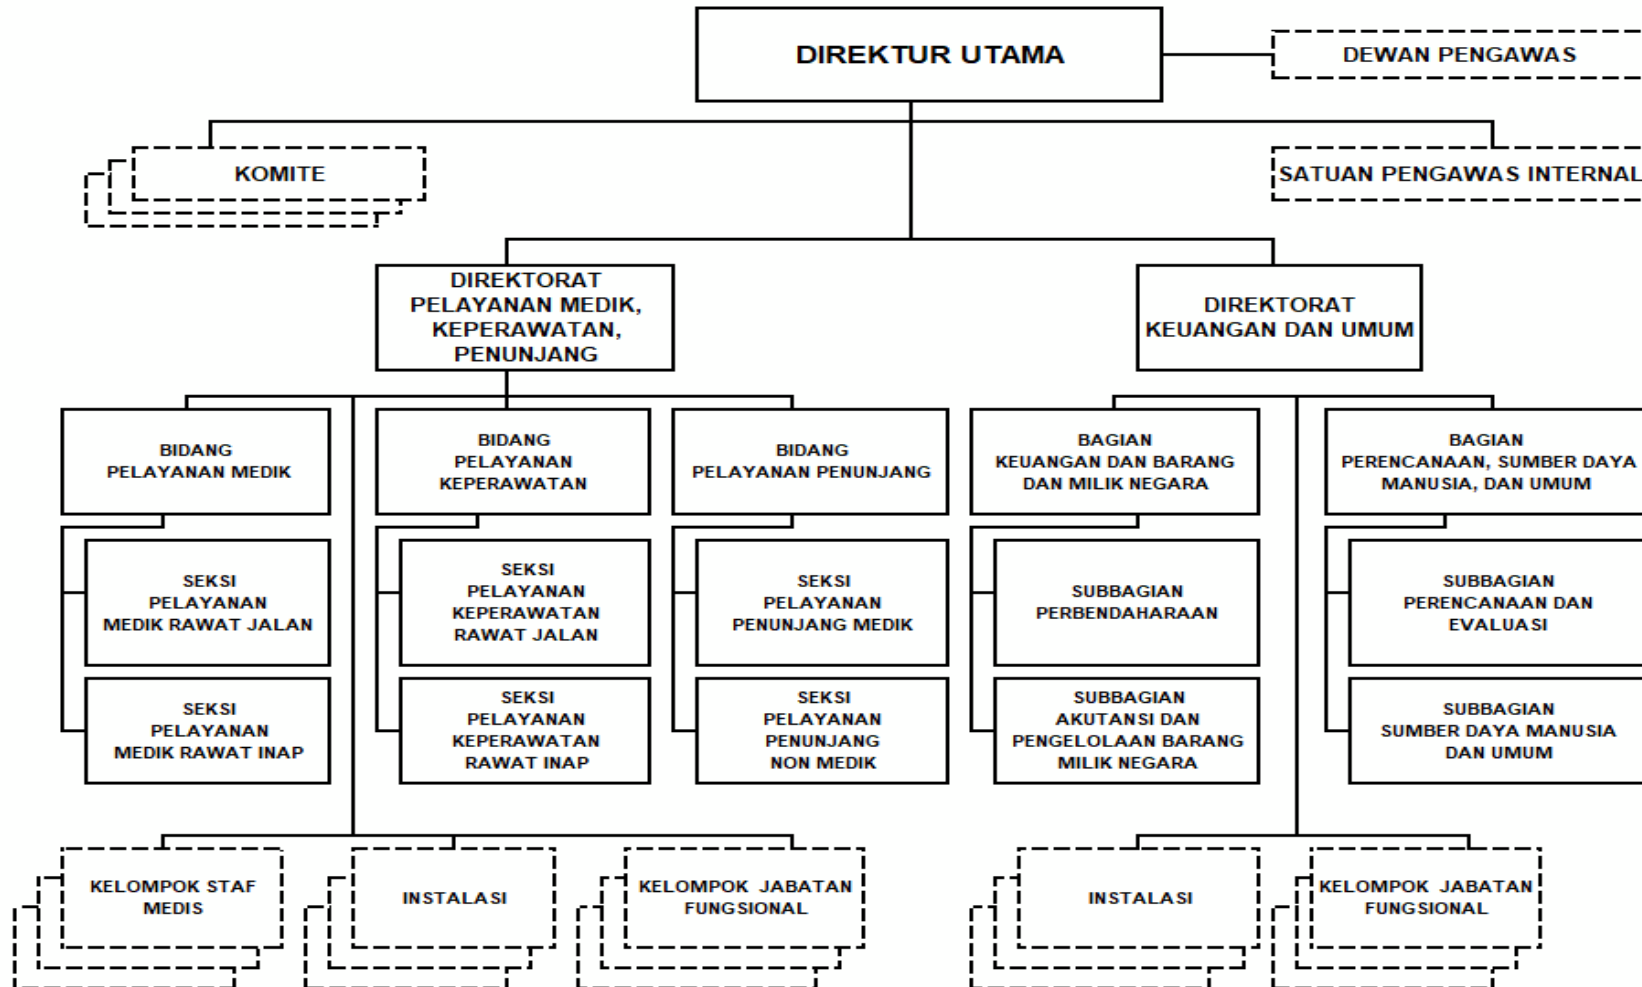 DIREKTUR UTAMA
DEWAN PENGAWAS
KOMITE
SATUAN PENGAWAS INTERNAL
DIREKTORAT
PELAYANAN MEDIK,
KEPERAWATAN,
PENUNJANG
DIREKTORAT
KEUANGAN DAN UMUM
BIDANG
PELAYANAN MEDIK
BIDANG
PELAYANAN
KEPERAWATAN
BIDANG
PELAYANAN PENUNJANG
BAGIAN
KEUANGAN DAN BARANG
DAN MILIK NEGARA
BAGIAN
PERENCANAAN, SUMBER DAYA
MANUSIA, DAN UMUM
SEKSI
PELAYANAN
MEDIK RAWAT JALAN
SEKSI
PELAYANAN
KEPERAWATAN
RAWAT JALAN
SEKSI
PELAYANAN
PENUNJANG MEDIK
SUBBAGIAN
PERBENDAHARAAN
SUBBAGIAN
PERENCANAAN DAN
EVALUASI
SEKSI
PELAYANAN
MEDIK RAWAT INAP
SEKSI
PELAYANAN
KEPERAWATAN
RAWAT INAP
SEKSI
PELAYANAN
PENUNJANG
NON MEDIK
SUBBAGIAN
AKUTANSI DAN
PENGELOLAAN BARANG
MILIK NEGARA
SUBBAGIAN
SUMBER DAYA MANUSIA
DAN UMUM
KELOMPOK STAF
MEDIS
INSTALASI
KELOMPOK JABATAN
FUNGSIONAL
INSTALASI
KELOMPOK JABATAN
FUNGSIONAL